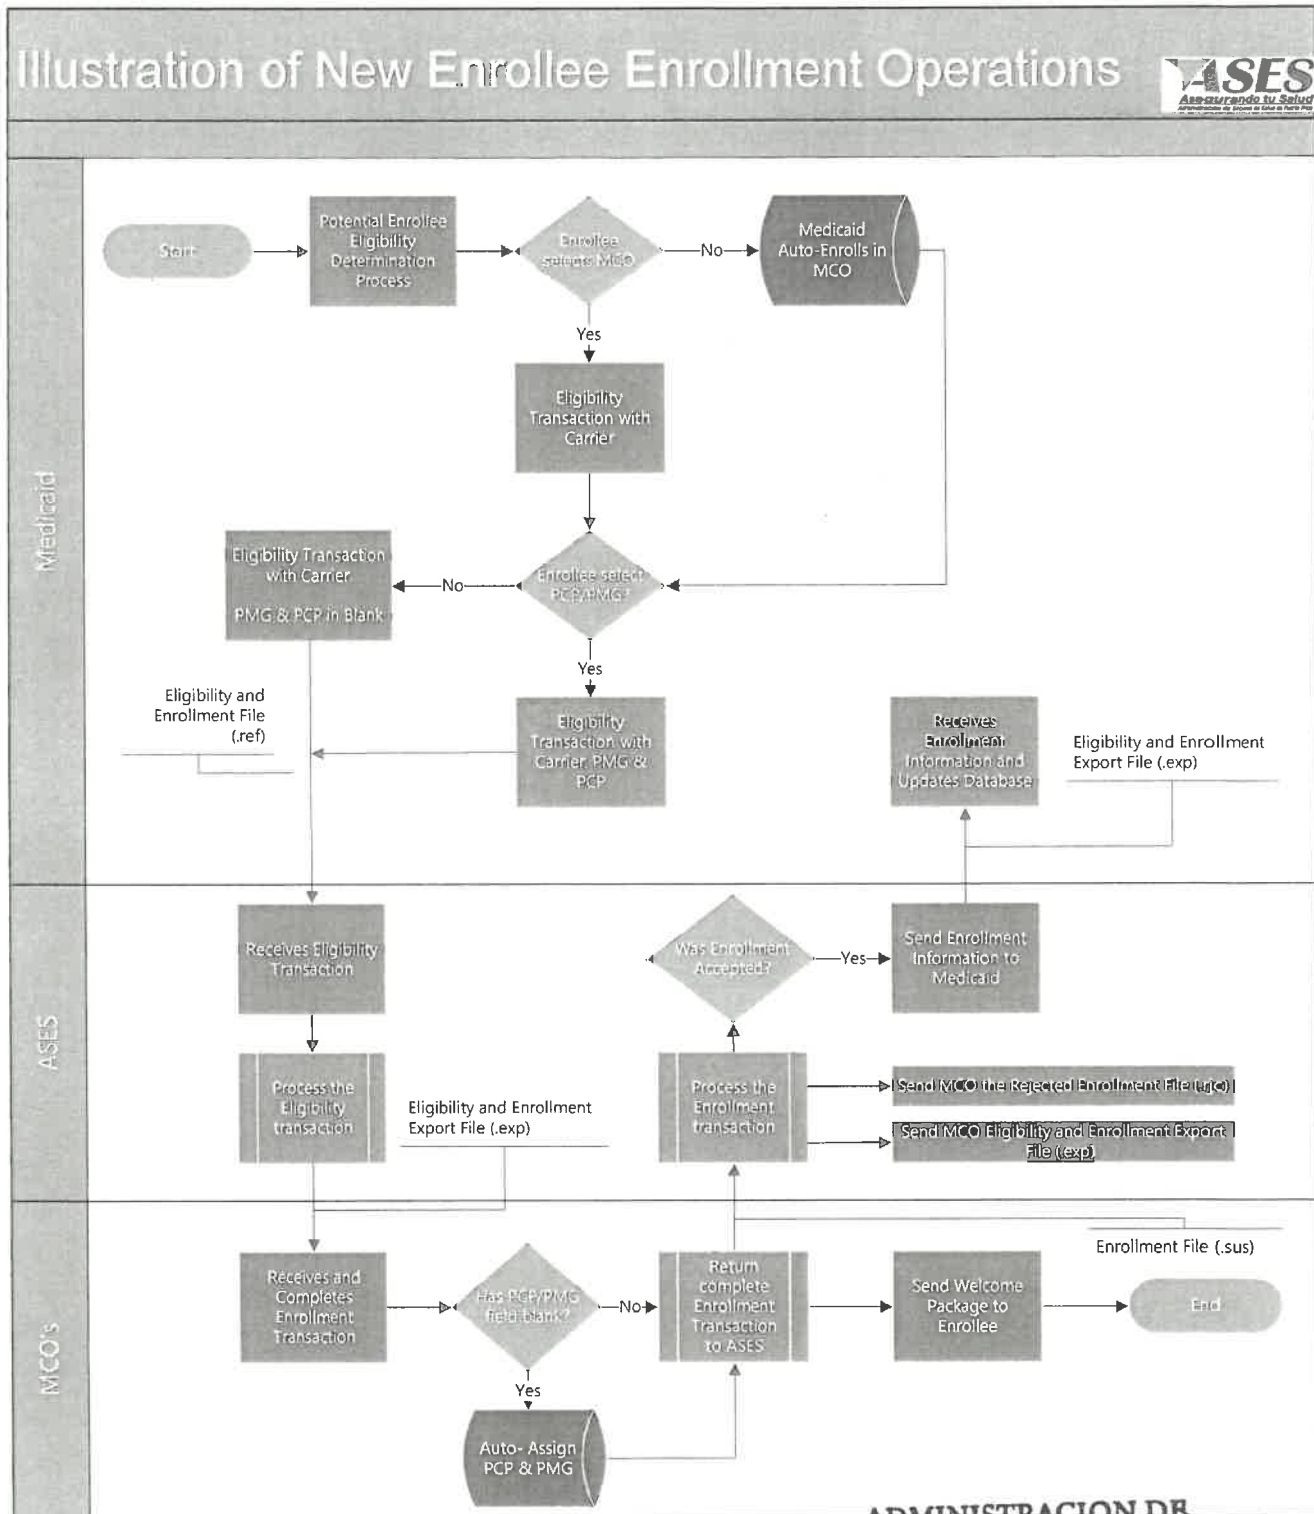 Illustration of New Enrollee Enrollment Operations
ASES
Asegurando tu Salud
Medicaid
Start
Potential Enrollee
Eligibility
Determination
Process
Enrollee
selects MCO
No
Medicaid
Auto-Enrolls in
MCO
Yes
Eligibility
Transaction with
Carrier
Eligibility Transaction
with Carrier
PMG & PCP in Blank
No
Enrollee select
PCP/PMG?
Yes
Eligibility and
Enrollment File
(.ref)
Eligibility
Transaction with
Carrier, PMG &
PCP
Receives
Enrollment
Information and
Updates Database
Eligibility and Enrollment
Export File (.exp)
ASES
Receives Eligibility
Transaction
Was Enrollment
Accepted?
Yes
Send Enrollment
Information to
Medicaid
Process the
Eligibility
transaction
Eligibility and Enrollment
Export File (.exp)
Process the
Enrollment
transaction
Send MCO the Rejected Enrollment File (.rjc)
Send MCO Eligibility and Enrollment Export
File (.exp)
MCO's
Enrollment File (.sus)
Receives and
Completes
Enrollment
Transaction
Has PCP/PMG
field blank?
No
Return
complete
Enrollment
Transaction
to ASES
Send Welcome
Package to
Enrollee
End
Yes
Auto- Assign
PCP & PMG
ADMINISTRACION DE